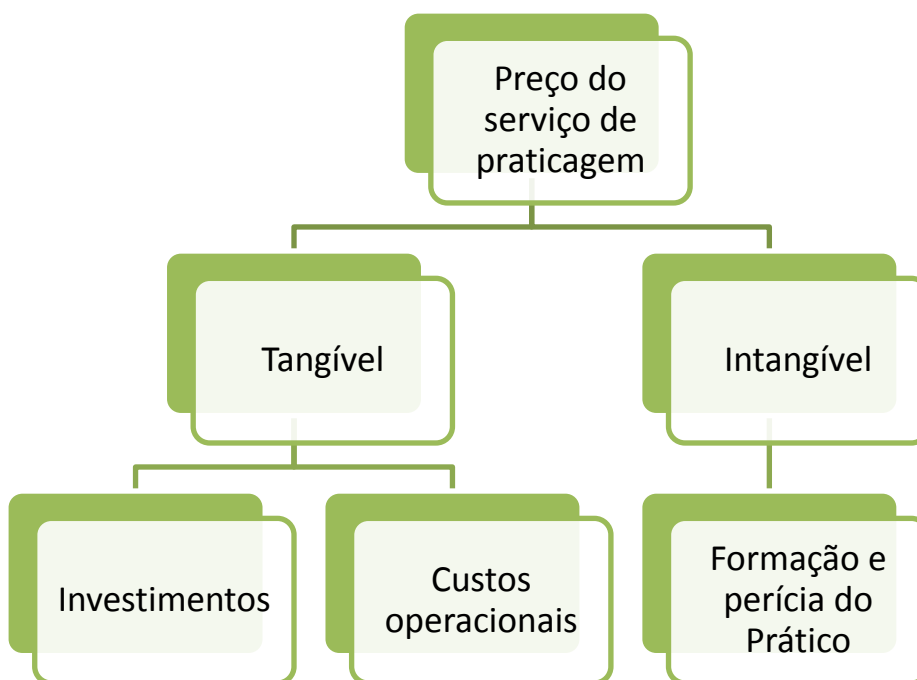 Preço do
serviço de
praticagem
Tangível
Intangível
Investimentos
Custos
operacionais
Formação e
perícia do
Prático